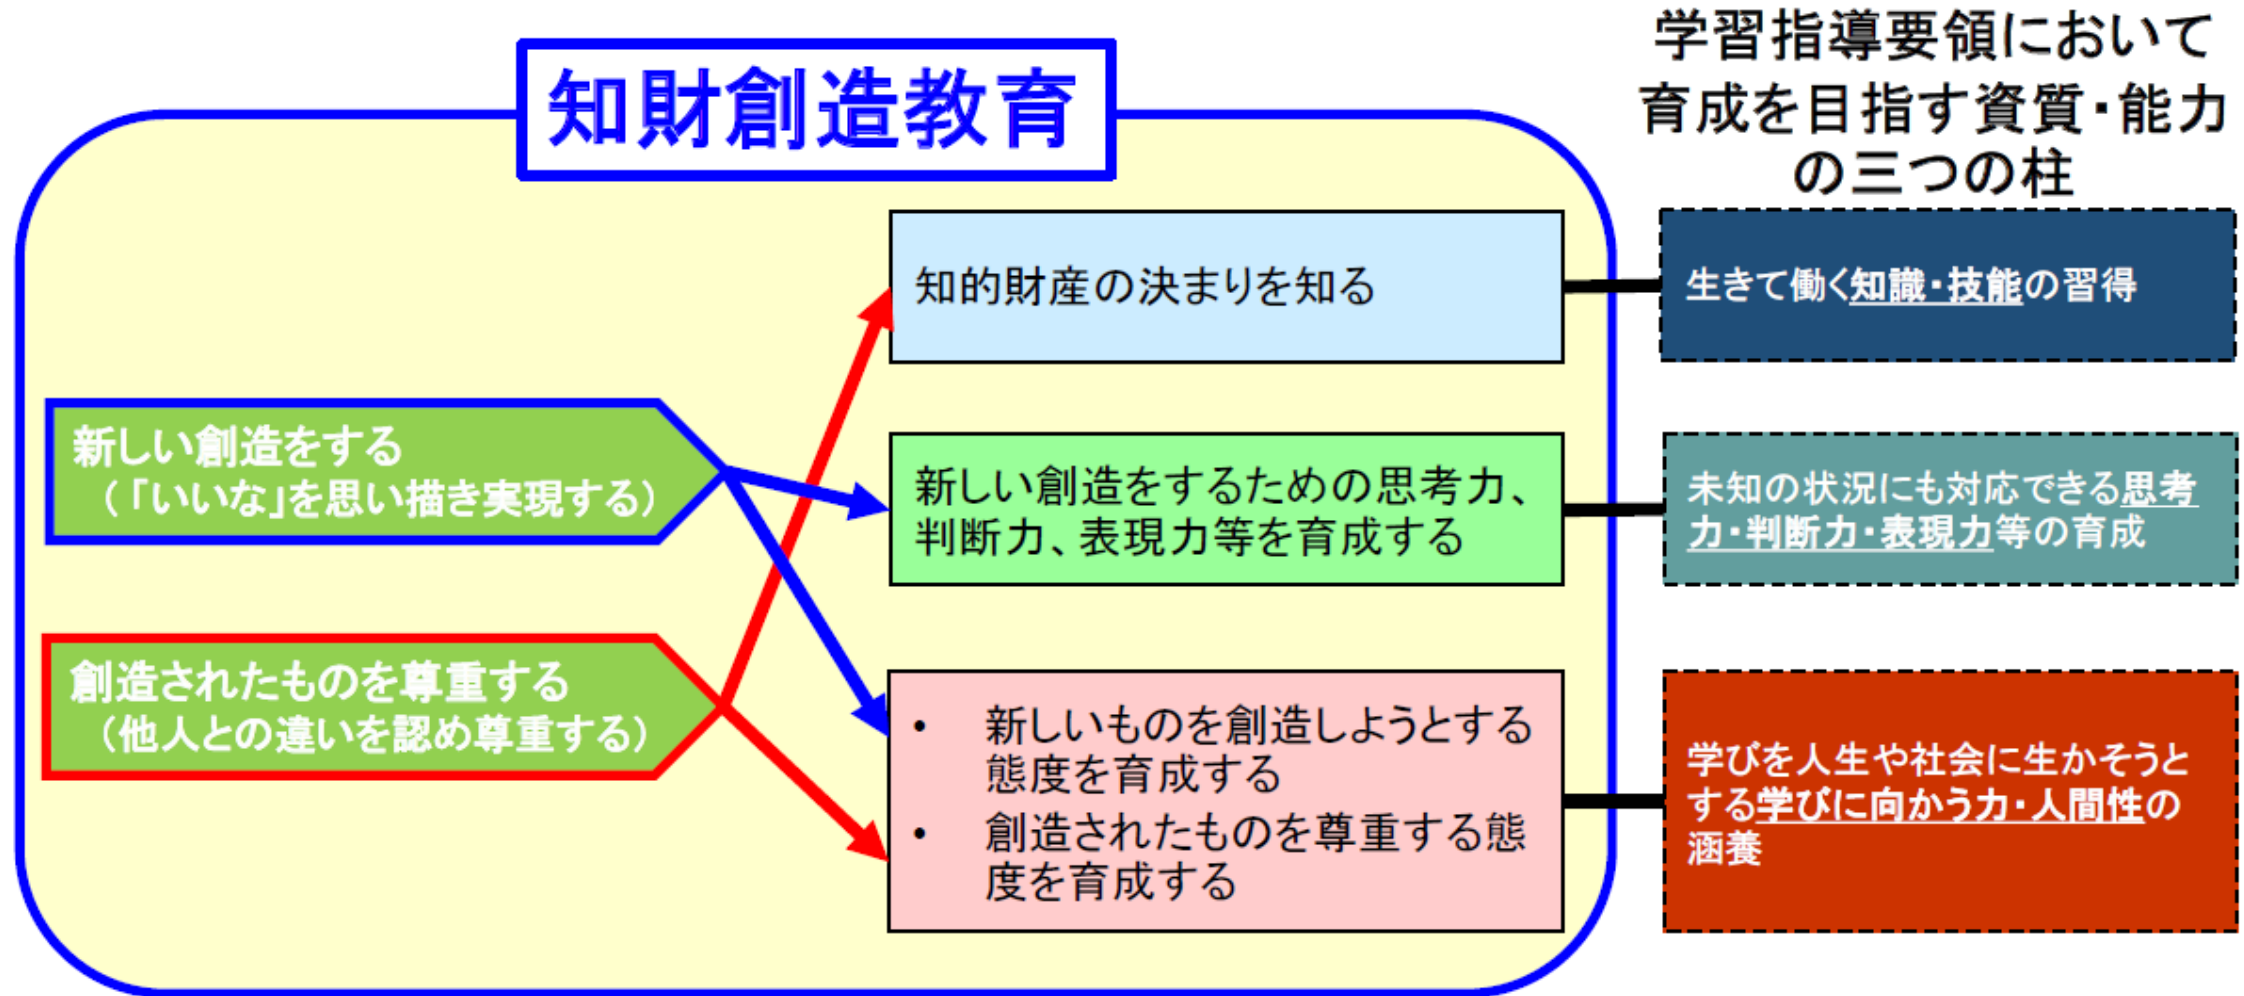 知財創造教育
学習指導要領において
育成を目指す資質・能力
の三つの柱
新しい創造をする
（「いいな」を思い描き実現する）
創造されたものを尊重する
（他人との違いを認め尊重する）
知的財産の決まりを知る
新しい創造をするための思考力、
判断力、表現力等を育成する
• 新しいものを創造しようとする
態度を育成する
• 創造されたものを尊重する態
度を育成する
生きて働く知識・技能の習得
未知の状況にも対応できる思考
力・判断力・表現力等の育成
学びを人生や社会に生かそうと
する学びに向かう力・人間性の
涵養